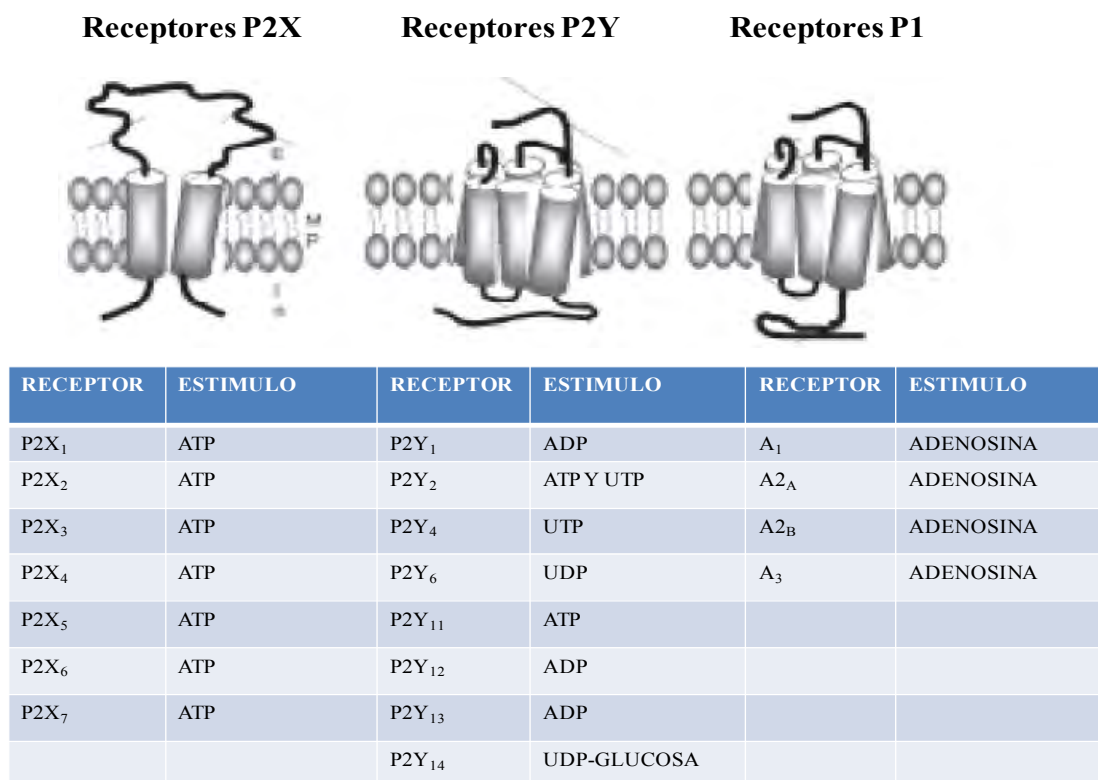 Receptores P2X Receptores P2Y Receptores P1
RECEPTOR ESTIMULO RECEPTOR ESTIMULO RECEPTOR ESTIMULO
P2X₁ ATP P2Y₁ ADP A₁ ADENOSINA
P2X₂ ATP P2Y₂ ATP Y UTP A2_A ADENOSINA
P2X₃ ATP P2Y₄ UTP A2_B ADENOSINA
P2X₄ ATP P2Y₆ UDP A₃ ADENOSINA
P2X₅ ATP P2Y₁₁ ATP
P2X₆ ATP P2Y₁₂ ADP
P2X₇ ATP P2Y₁₃ ADP
P2Y₁₄ UDP-GLUCOSA